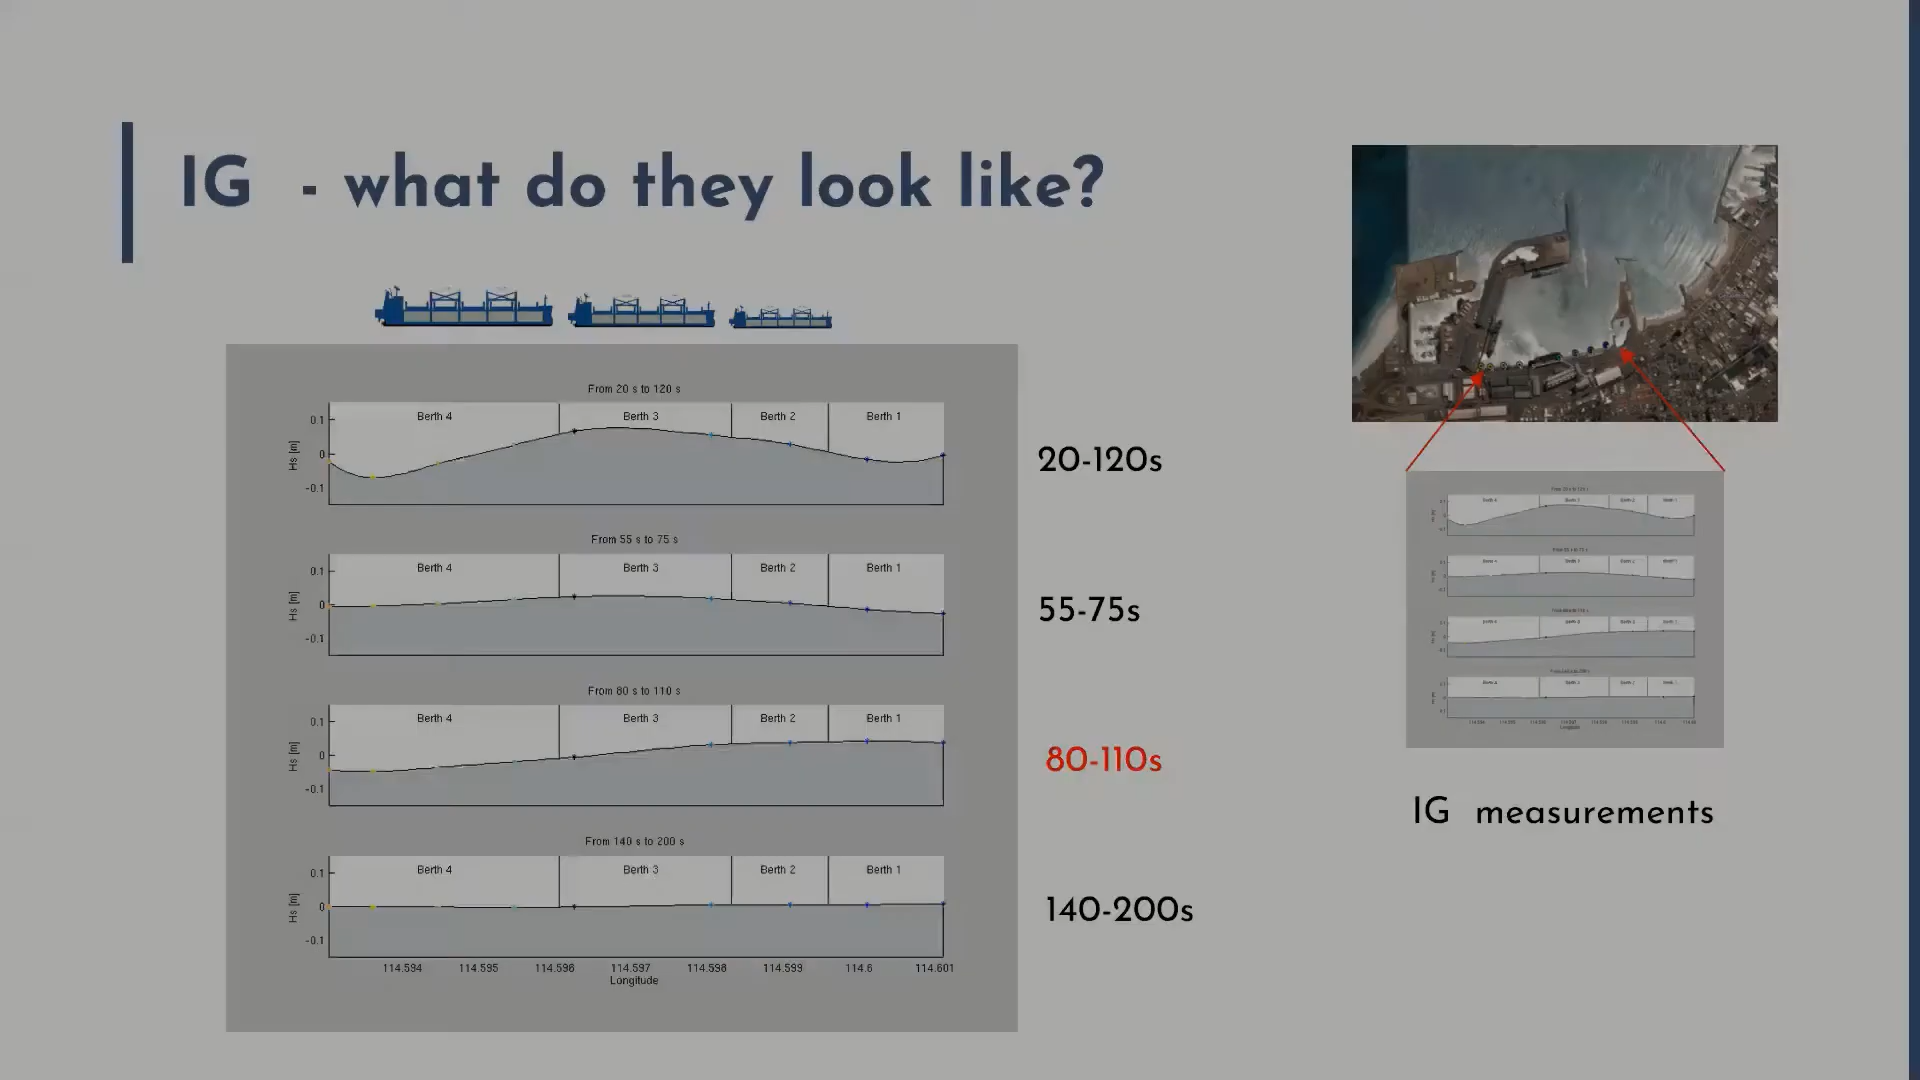 IG - what do they look like?
From 20 s to 120 s
Berth 4 Berth 3 Berth 2 Berth 1
0.1
0
-0.1
Hs [m]
20-120s
From 55 s to 75 s
Berth 4 Berth 3 Berth 2 Berth 1
0.1
0
-0.1
Hs [m]
55-75s
From 80 s to 110 s
Berth 4 Berth 3 Berth 2 Berth 1
0.1
0
-0.1
Hs [m]
80-110s
From 140 s to 200 s
Berth 4 Berth 3 Berth 2 Berth 1
0.1
0
-0.1
Hs [m]
140-200s
114.594 114.595 114.596 114.597 114.598 114.599 114.6 114.601
Longitude
IG measurements